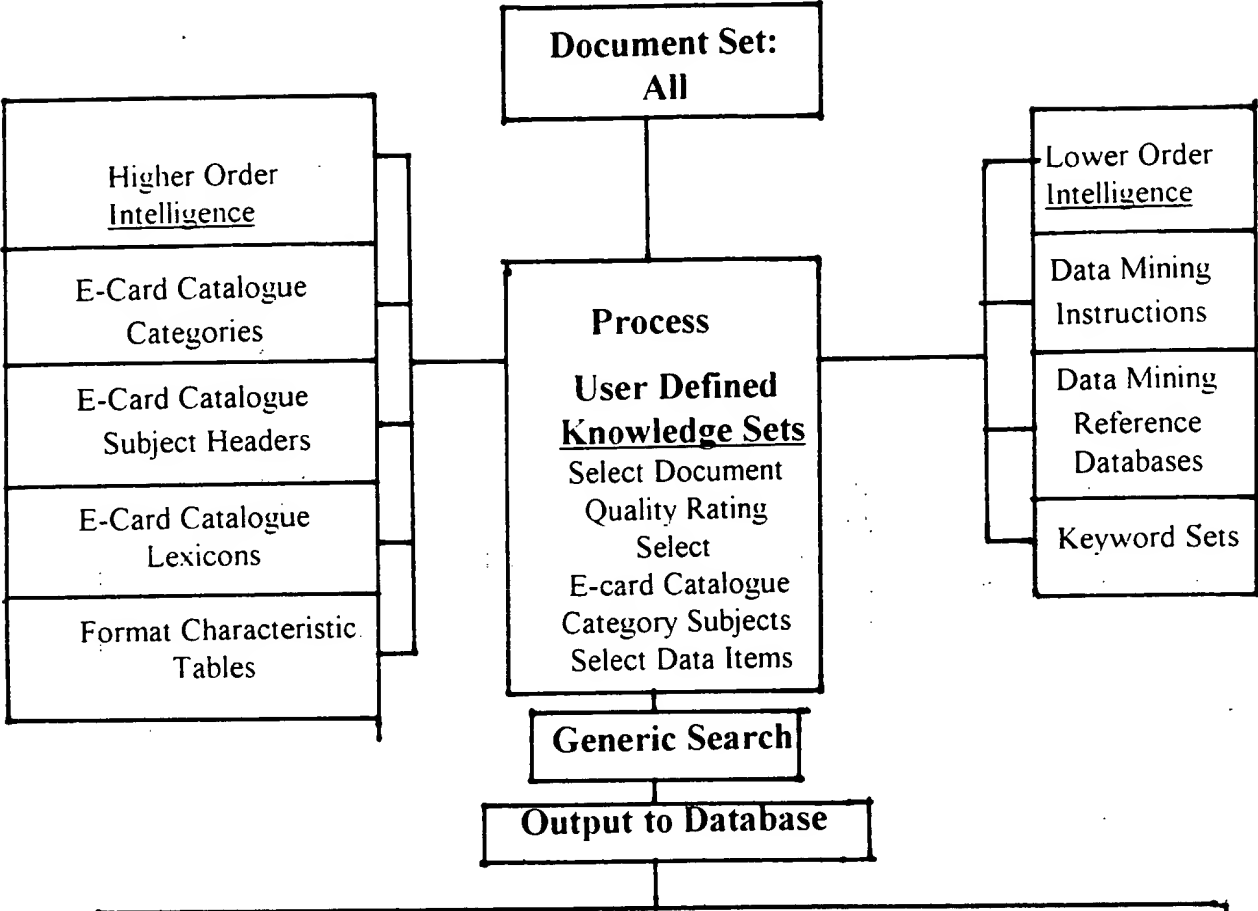 Document Set:
All
Higher Order
Intelligence
E-Card Catalogue
Categories
E-Card Catalogue
Subject Headers
E-Card Catalogue
Lexicons
Format Characteristic
Tables
Process
User Defined
Knowledge Sets
Select Document
Quality Rating
Select
E-card Catalogue
Category Subjects
Select Data Items
Lower Order
Intelligence
Data Mining
Instructions
Data Mining
Reference
Databases
Keyword Sets
Generic Search
Output to Database